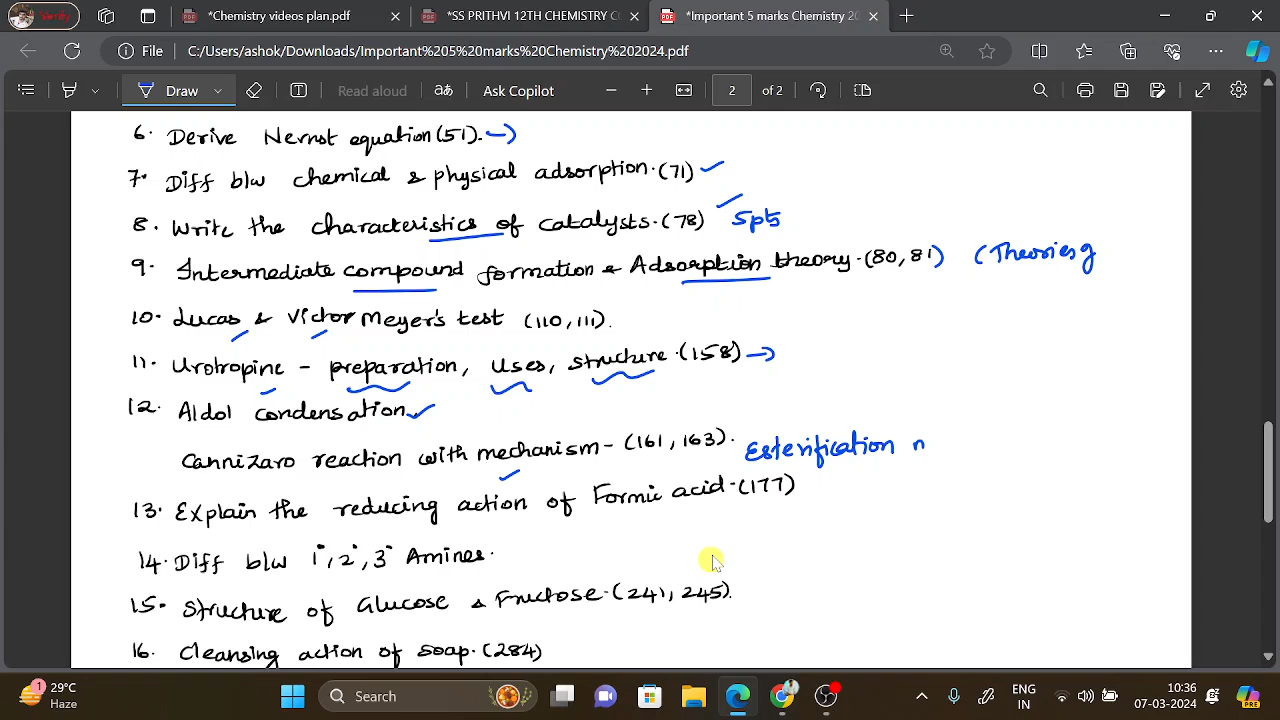 *Chemistry videos plan.pdf
*SS PRITHVI 12TH CHEMISTRY
*Important 5 marks Chemistry 20
File C:/Users/ashok/Downloads/Important%205%20marks%20Chemistry%202024.pdf
Draw Read aloud Ask Copilot 2 of 2
6. Derive Nernst equation (51).
7. Diff b/w chemical & physical adsorption. (71)
8. Write the characteristics of catalysts. (78) 5pts
9. Intermediate compound formation & Adsorption theory. (80, 81) (Theories
10. Lucas & Victor Meyer's test (110, 111).
11. Urotropine - preparation, Uses, structure. (158)
12. Aldol condensation.
Cannizaro reaction with mechanism - (161, 163). Esterification
13. Explain the reducing action of Formic acid. (177)
14. Diff b/w 1°, 2°, 3° Amines.
15. Structure of Glucose & Fructose. (241, 245).
16. Cleansing action of soap. (284)
1 29°C
Haze
Search
ENG
IN
10:36
07-03-2024
PRE